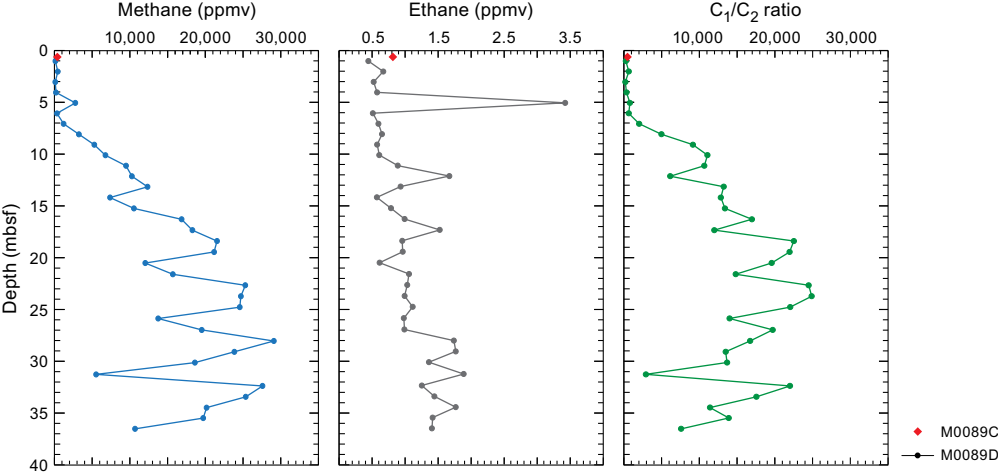 Methane (ppmv) Ethane (ppmv) C₁/C₂ ratio
10,000 20,000 30,000 0.5 1.5 2.5 3.5 10,000 20,000 30,000
0
5
10
15
20
25
30
35
40
Depth (mbsf)
M0089C
M0089D